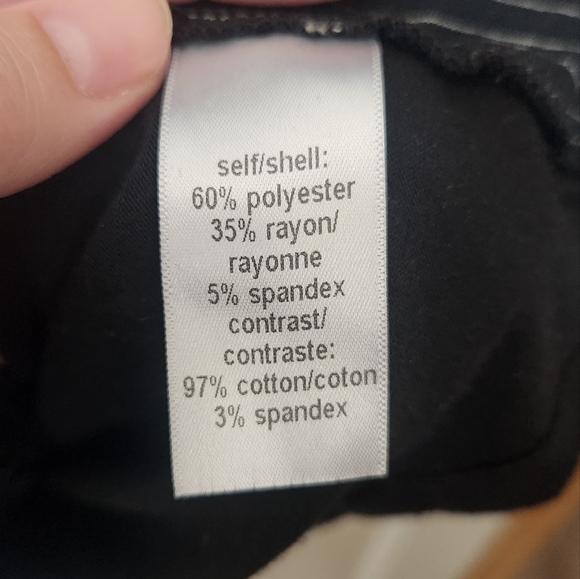 self/shell:
60% polyester
35% rayon/
rayonne
5% spandex
contrast/
contraste:
97% cotton/coton
3% spandex